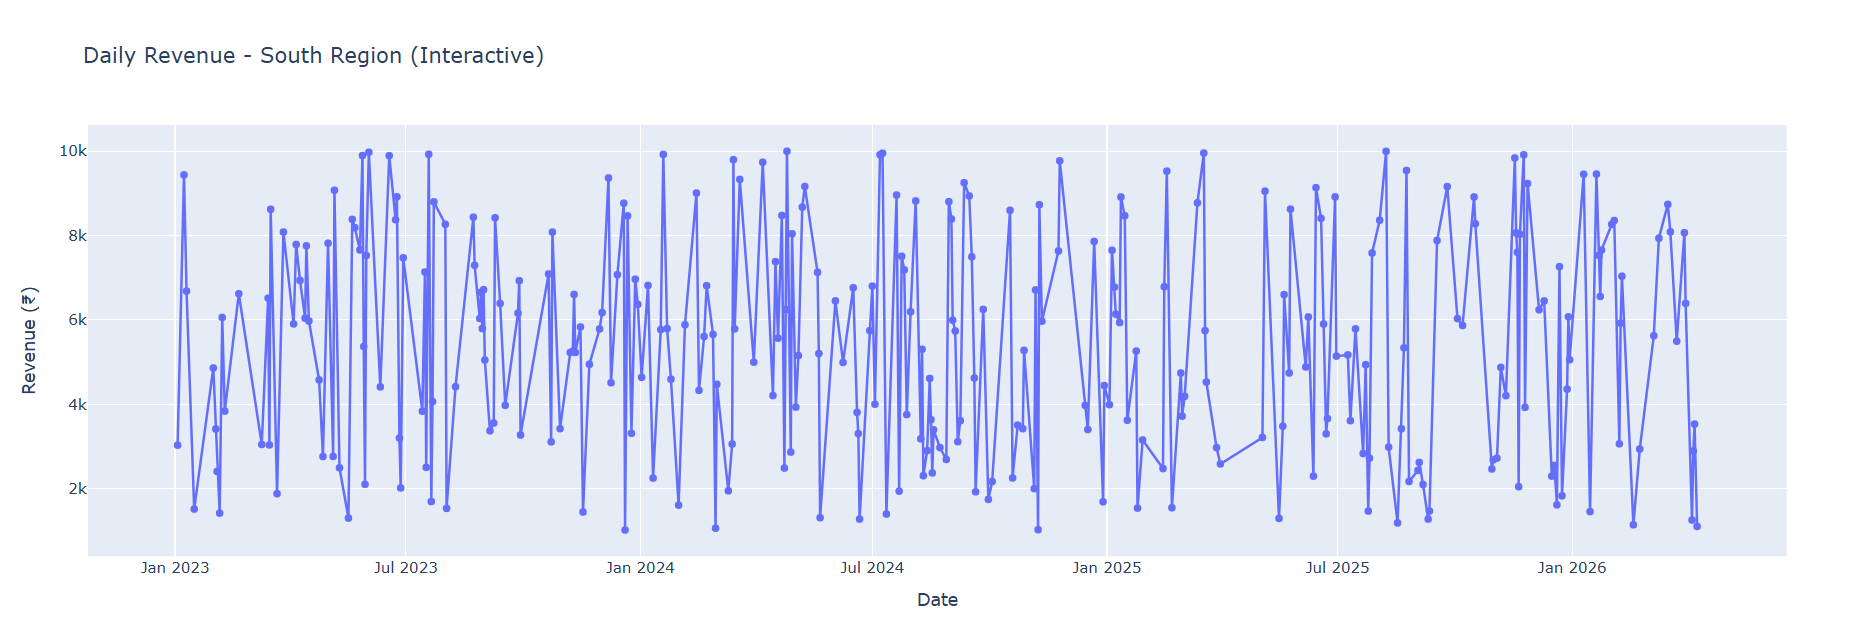 Daily Revenue - South Region (Interactive)
10k
8k
6k
4k
2k
Revenue (₹)
Jan 2023
Jul 2023
Jan 2024
Jul 2024
Jan 2025
Jul 2025
Jan 2026
Date